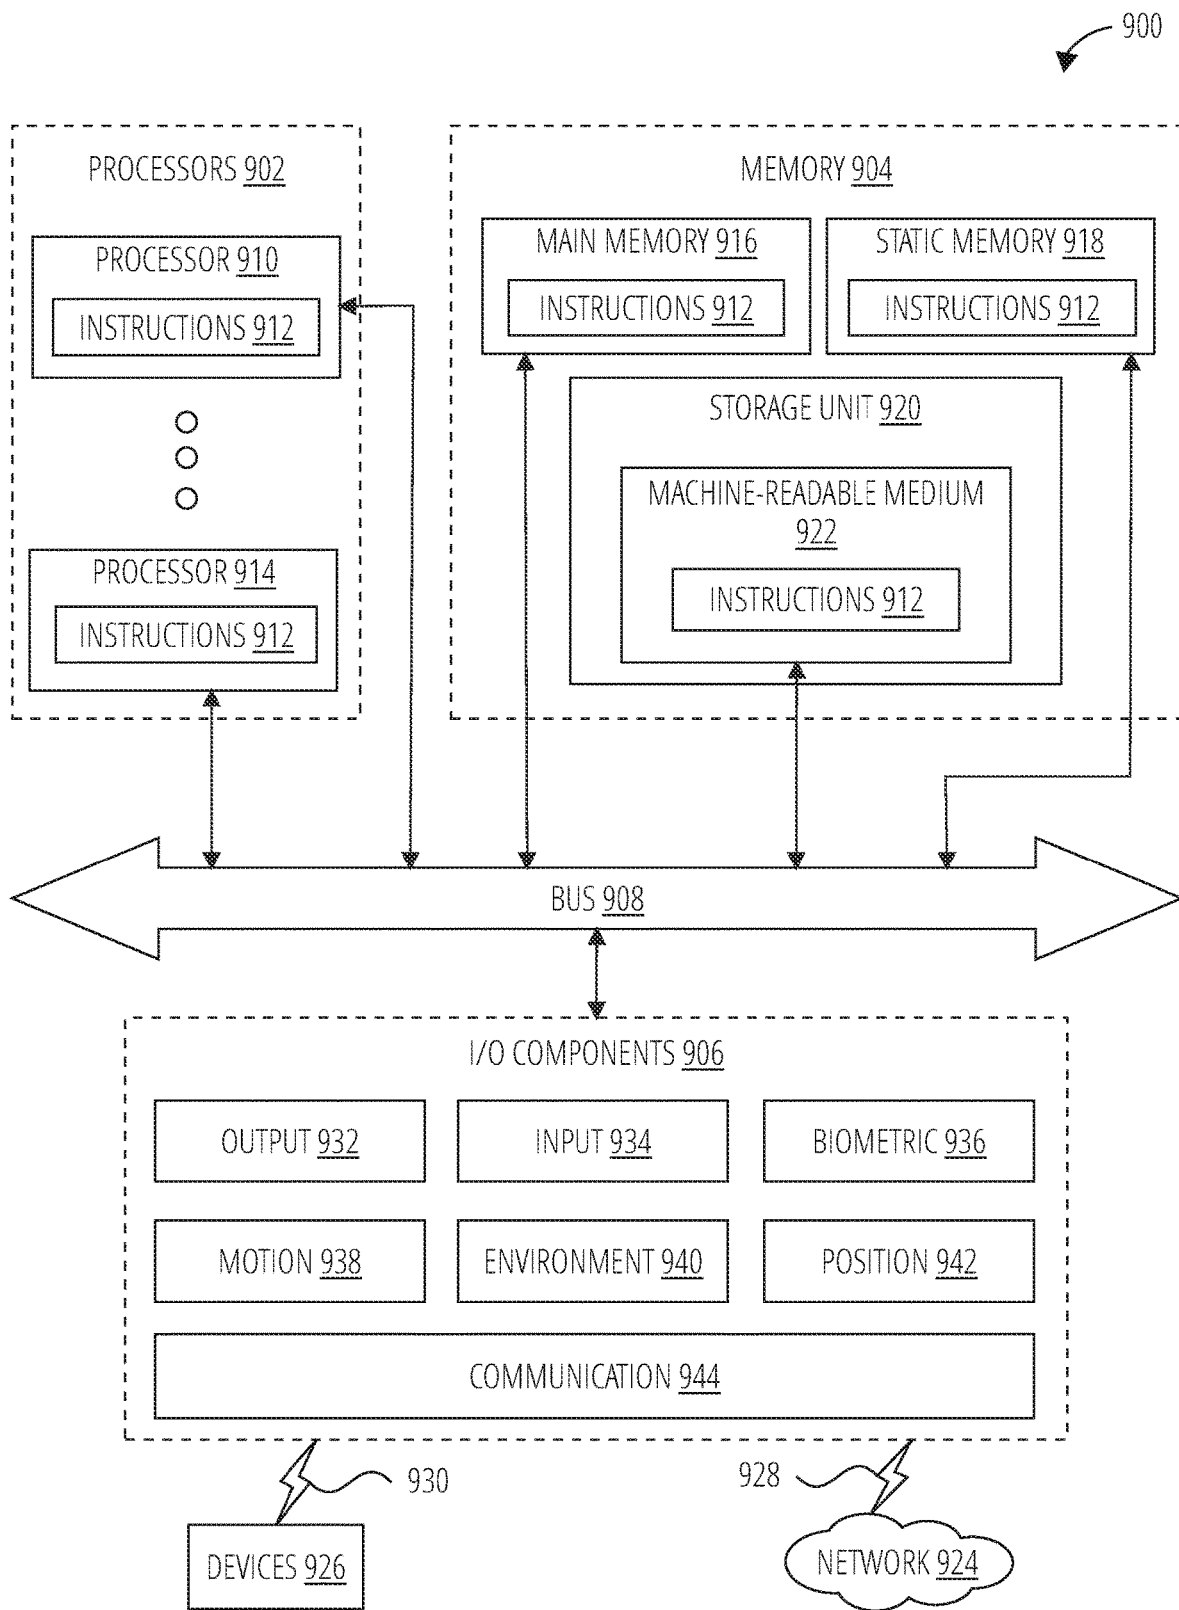 900
PROCESSORS 902
PROCESSOR 910
INSTRUCTIONS 912
PROCESSOR 914
INSTRUCTIONS 912
MEMORY 904
MAIN MEMORY 916
INSTRUCTIONS 912
STATIC MEMORY 918
INSTRUCTIONS 912
STORAGE UNIT 920
MACHINE-READABLE MEDIUM
922
INSTRUCTIONS 912
BUS 908
I/O COMPONENTS 906
OUTPUT 932
INPUT 934
BIOMETRIC 936
MOTION 938
ENVIRONMENT 940
POSITION 942
COMMUNICATION 944
930
928
DEVICES 926
NETWORK 924